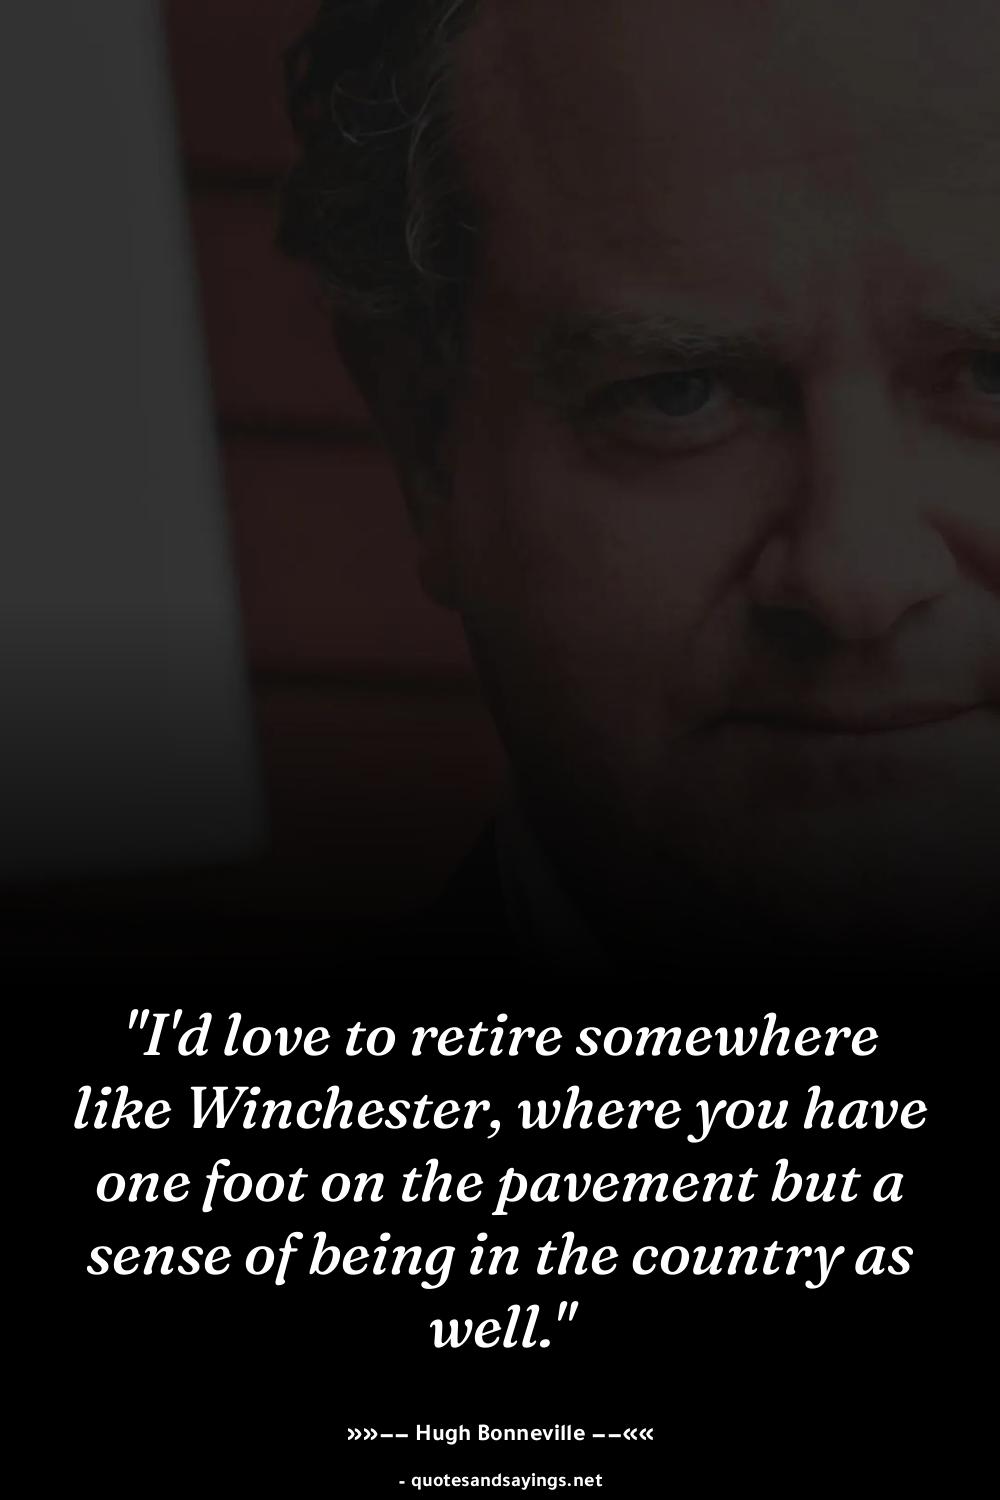 "I'd love to retire somewhere
like Winchester, where you have
one foot on the pavement but a
sense of being in the country as
well."
»»–– Hugh Bonneville ––««
- quotesandsayings.net